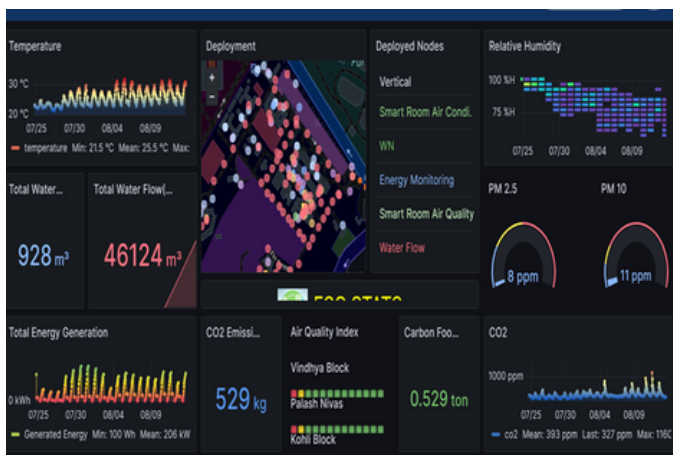 Temperature
30 °C
20 °C
07/25 07/30 08/04 08/09
temperature Min: 21.5 °C Mean: 25.5 °C Max:
Deployment
+
−
Deployed Nodes
Vertical
Smart Room Air Condi.
WN
Energy Monitoring
Smart Room Air Quality
Water Flow
Relative Humidity
100 %H
75 %H
07/25 07/30 08/04 08/09
Total Water...
928 m³
Total Water Flow(...
46124 m³
PM 2.5
8 ppm
PM 10
11 ppm
Total Energy Generation
0 kWh
07/25 07/30 08/04 08/09
Generated Energy Min: 100 Wh Mean: 206 kW
CO2 Emissi...
529 kg
Air Quality Index
Vindhya Block
Palash Nivas
Kohli Block
Carbon Foo...
0.529 ton
CO2
1000 ppm
07/25 07/30 08/04 08/09
co2 Mean: 393 ppm Last: 327 ppm Max: 1160